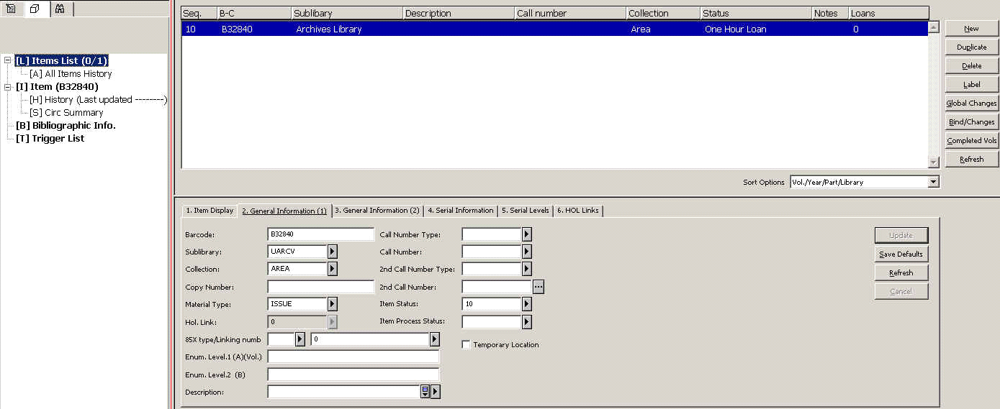 Seq. B-C Sublibary Description Call number Collection Status Notes Loans
10 B32840 Archives Library Area One Hour Loan 0
New
Duplicate
Delete
Label
Global Changes
Bind/Changes
Completed Vols
Refresh
[L] Items List (0/1)
[A] All Items History
[I] Item (B32840)
[H] History (Last updated --------)
[S] Circ Summary
[B] Bibliographic Info.
[T] Trigger List
Sort Options Vol./Year/Part/Library
1. Item Display 2. General Information (1) 3. General Information (2) 4. Serial Information 5. Serial Levels 6. HOL Links
Barcode: B32840 Call Number Type:
Sublibrary: UARCV Call Number:
Collection: AREA 2nd Call Number Type:
Copy Number: 2nd Call Number: ...
Material Type: ISSUE Item Status: 10
Hol. Link: 0 Item Process Status:
85X type/Linking numb 0 Temporary Location
Enum. Level.1 (A)(Vol.)
Enum. Level.2 (B)
Description:
Update
Save Defaults
Refresh
Cancel